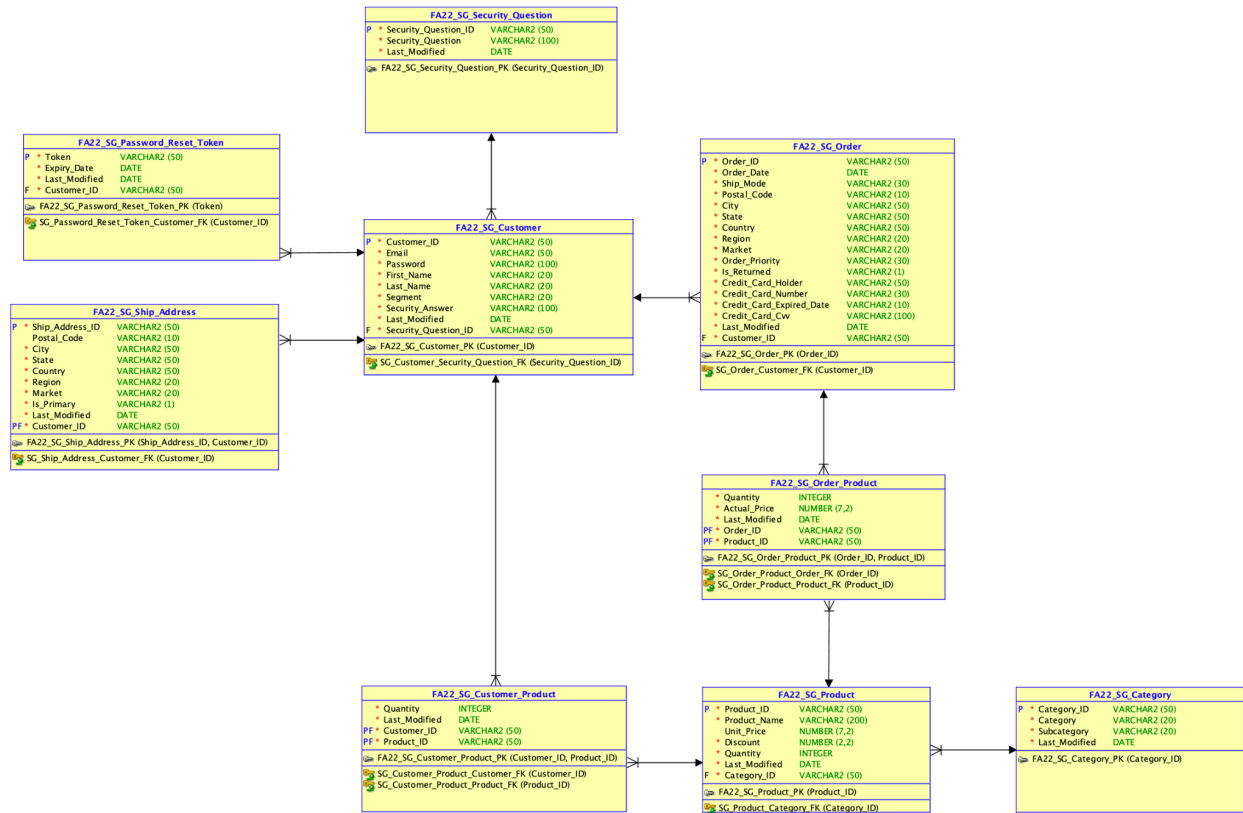 FA22_SG_Security_Question
P * Security_Question_ID VARCHAR2 (50)
* Security_Question VARCHAR2 (100)
* Last_Modified DATE
FA22_SG_Security_Question_PK (Security_Question_ID)
FA22_SG_Password_Reset_Token
P * Token VARCHAR2 (50)
* Expiry_Date DATE
* Last_Modified DATE
F * Customer_ID VARCHAR2 (50)
FA22_SG_Password_Reset_Token_PK (Token)
SG_Password_Reset_Token_Customer_FK (Customer_ID)
FA22_SG_Order
P * Order_ID VARCHAR2 (50)
* Order_Date DATE
* Ship_Mode VARCHAR2 (30)
* Postal_Code VARCHAR2 (10)
* City VARCHAR2 (50)
* State VARCHAR2 (50)
* Country VARCHAR2 (50)
* Region VARCHAR2 (20)
* Market VARCHAR2 (20)
* Order_Priority VARCHAR2 (30)
* Is_Returned VARCHAR2 (1)
* Credit_Card_Holder VARCHAR2 (50)
* Credit_Card_Number VARCHAR2 (30)
* Credit_Card_Expired_Date VARCHAR2 (10)
* Credit_Card_Cvv VARCHAR2 (100)
* Last_Modified DATE
F * Customer_ID VARCHAR2 (50)
FA22_SG_Order_PK (Order_ID)
SG_Order_Customer_FK (Customer_ID)
FA22_SG_Customer
P * Customer_ID VARCHAR2 (50)
* Email VARCHAR2 (50)
* Password VARCHAR2 (100)
* First_Name VARCHAR2 (20)
* Last_Name VARCHAR2 (20)
* Segment VARCHAR2 (20)
* Security_Answer VARCHAR2 (100)
* Last_Modified DATE
F * Security_Question_ID VARCHAR2 (50)
FA22_SG_Customer_PK (Customer_ID)
SG_Customer_Security_Question_FK (Security_Question_ID)
FA22_SG_Ship_Address
P * Ship_Address_ID VARCHAR2 (50)
Postal_Code VARCHAR2 (10)
* City VARCHAR2 (50)
* State VARCHAR2 (50)
* Country VARCHAR2 (50)
* Region VARCHAR2 (20)
* Market VARCHAR2 (20)
* Is_Primary VARCHAR2 (1)
* Last_Modified DATE
PF * Customer_ID VARCHAR2 (50)
FA22_SG_Ship_Address_PK (Ship_Address_ID, Customer_ID)
SG_Ship_Address_Customer_FK (Customer_ID)
FA22_SG_Order_Product
* Quantity INTEGER
* Actual_Price NUMBER (7,2)
* Last_Modified DATE
PF * Order_ID VARCHAR2 (50)
PF * Product_ID VARCHAR2 (50)
FA22_SG_Order_Product_PK (Order_ID, Product_ID)
SG_Order_Product_Order_FK (Order_ID)
SG_Order_Product_Product_FK (Product_ID)
FA22_SG_Customer_Product
* Quantity INTEGER
* Last_Modified DATE
PF * Customer_ID VARCHAR2 (50)
PF * Product_ID VARCHAR2 (50)
FA22_SG_Customer_Product_PK (Customer_ID, Product_ID)
SG_Customer_Product_Customer_FK (Customer_ID)
SG_Customer_Product_Product_FK (Product_ID)
FA22_SG_Product
P * Product_ID VARCHAR2 (50)
* Product_Name VARCHAR2 (200)
Unit_Price NUMBER (7,2)
* Discount NUMBER (2,2)
* Quantity INTEGER
* Last_Modified DATE
F * Category_ID VARCHAR2 (50)
FA22_SG_Product_PK (Product_ID)
SG_Product_Category_FK (Category_ID)
FA22_SG_Category
P * Category_ID VARCHAR2 (50)
* Category VARCHAR2 (20)
* Subcategory VARCHAR2 (20)
* Last_Modified DATE
FA22_SG_Category_PK (Category_ID)